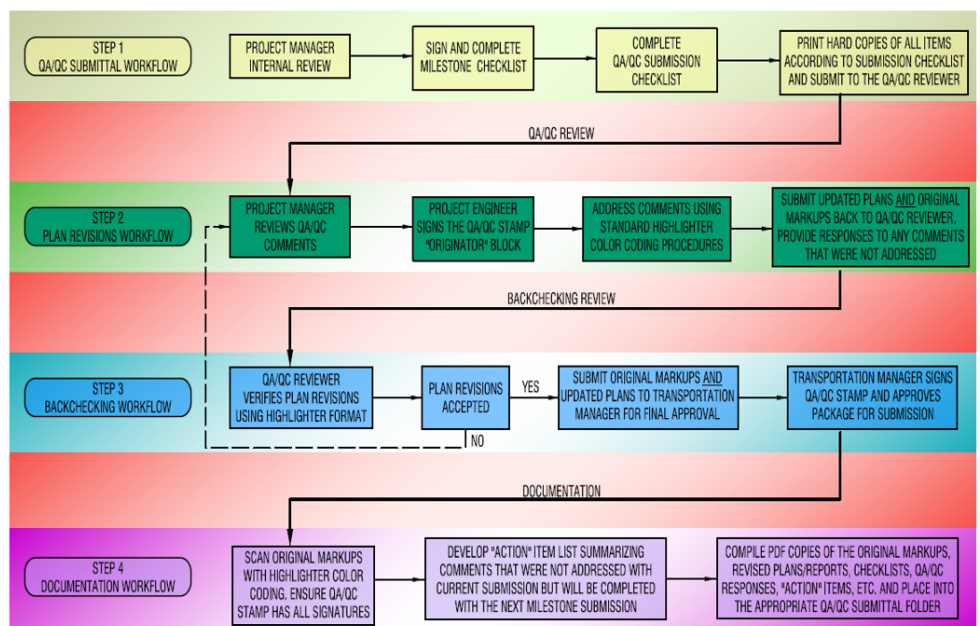 STEP 1
QA/QC SUBMITTAL WORKFLOW
PROJECT MANAGER
INTERNAL REVIEW
SIGN AND COMPLETE
MILESTONE CHECKLIST
COMPLETE
QA/QC SUBMISSION
CHECKLIST
PRINT HARD COPIES OF ALL ITEMS
ACCORDING TO SUBMISSION CHECKLIST
AND SUBMIT TO THE QA/QC REVIEWER
QA/QC REVIEW
STEP 2
PLAN REVISIONS WORKFLOW
PROJECT MANAGER
REVIEWS QA/QC
COMMENTS
PROJECT ENGINEER
SIGNS THE QA/QC STAMP
"ORIGINATOR" BLOCK
ADDRESS COMMENTS USING
STANDARD HIGHLIGHTER
COLOR CODING PROCEDURES
SUBMIT UPDATED PLANS AND ORIGINAL
MARKUPS BACK TO QA/QC REVIEWER.
PROVIDE RESPONSES TO ANY COMMENTS
THAT WERE NOT ADDRESSED
BACKCHECKING REVIEW
STEP 3
BACKCHECKING WORKFLOW
QA/QC REVIEWER
VERIFIES PLAN REVISIONS
USING HIGHLIGHTER FORMAT
PLAN REVISIONS
ACCEPTED
YES
NO
SUBMIT ORIGINAL MARKUPS AND
UPDATED PLANS TO TRANSPORTATION
MANAGER FOR FINAL APPROVAL
TRANSPORTATION MANAGER SIGNS
QA/QC STAMP AND APPROVES
PACKAGE FOR SUBMISSION
DOCUMENTATION
STEP 4
DOCUMENTATION WORKFLOW
SCAN ORIGINAL MARKUPS
WITH HIGHLIGHTER COLOR
CODING, ENSURE QA/QC
STAMP HAS ALL SIGNATURES
DEVELOP "ACTION" ITEM LIST SUMMARIZING
COMMENTS THAT WERE NOT ADDRESSED WITH
CURRENT SUBMISSION BUT WILL BE COMPLETED
WITH THE NEXT MILESTONE SUBMISSION
COMPILE PDF COPIES OF THE ORIGINAL MARKUPS,
REVISED PLANS/REPORTS, CHECKLISTS, QA/QC
RESPONSES, "ACTION" ITEMS, ETC. AND PLACE INTO
THE APPROPRIATE QA/QC SUBMITTAL FOLDER